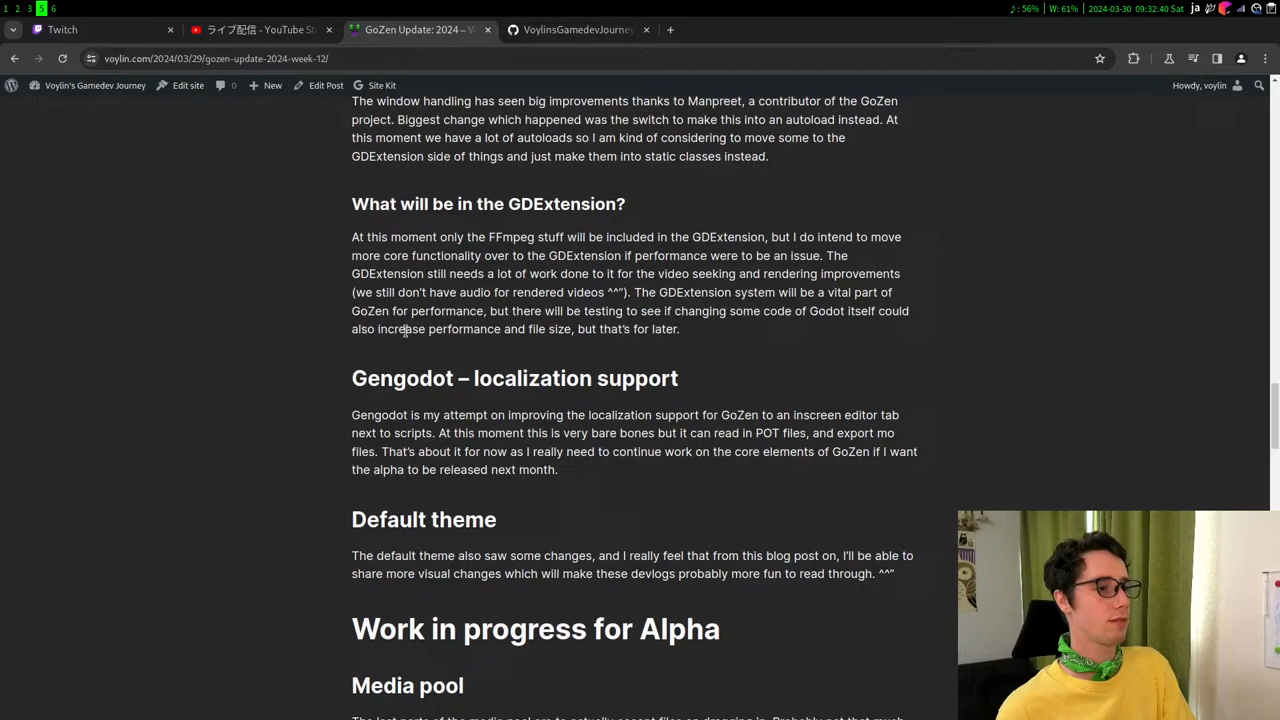 1 2 3 5 6
♪: 56% W: 61% 2024-03-30 09:32:40 Sat ja
Twitch
ライブ配信 - YouTube St
GoZen Update: 2024 – W
VoylinsGamedevJourney
voylin.com/2024/03/29/gozen-update-2024-week-12/
Voylin's Gamedev Journey Edit site 0 New Edit Post Site Kit Howdy, voylin
The window handling has seen big improvements thanks to Manpreet, a contributor of the GoZen
project. Biggest change which happened was the switch to make this into an autoload instead. At
this moment we have a lot of autoloads so I am kind of considering to move some to the
GDExtension side of things and just make them into static classes instead.
What will be in the GDExtension?
At this moment only the FFmpeg stuff will be included in the GDExtension, but I do intend to move
more core functionality over to the GDExtension if performance were to be an issue. The
GDExtension still needs a lot of work done to it for the video seeking and rendering improvements
(we still don't have audio for rendered videos ^^”). The GDExtension system will be a vital part of
GoZen for performance, but there will be testing to see if changing some code of Godot itself could
also increase performance and file size, but that's for later.
Gengodot – localization support
Gengodot is my attempt on improving the localization support for GoZen to an inscreen editor tab
next to scripts. At this moment this is very bare bones but it can read in POT files, and export mo
files. That's about it for now as I really need to continue work on the core elements of GoZen if I want
the alpha to be released next month.
Default theme
The default theme also saw some changes, and I really feel that from this blog post on, I'll be able to
share more visual changes which will make these devlogs probably more fun to read through. ^^”
Work in progress for Alpha
Media pool